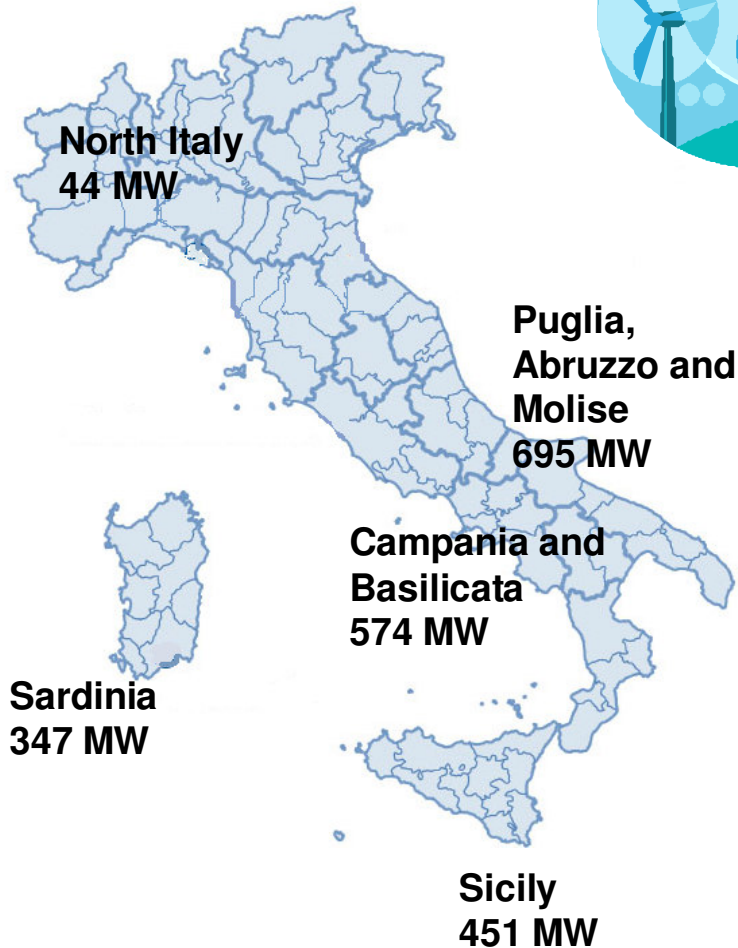 North Italy
44 MW
Puglia,
Abruzzo and
Molise
695 MW
Campania and
Basilicata
574 MW
Sardinia
347 MW
Sicily
451 MW